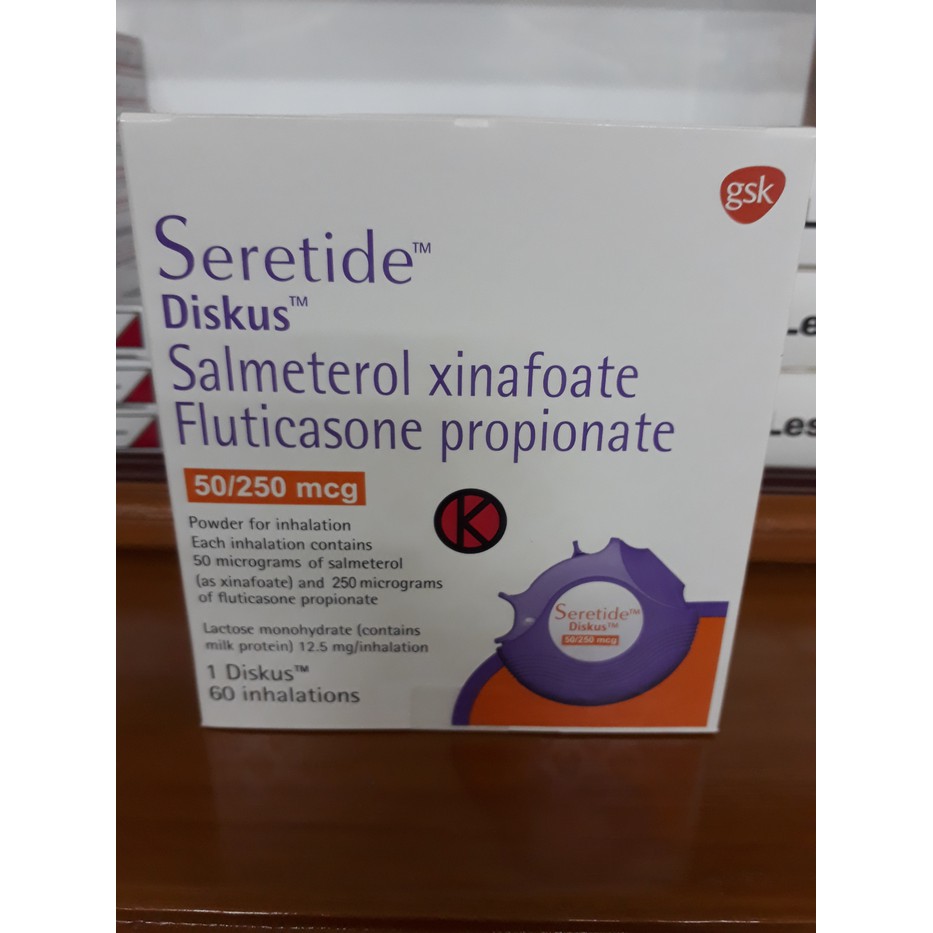 gsk
Seretide™
Diskus™
Salmeterol xinafoate
Fluticasone propionate
50/250 mcg
K
Powder for inhalation
Each inhalation contains
50 micrograms of salmeterol
(as xinafoate) and 250 micrograms
of fluticasone propionate
Lactose monohydrate (contains
milk protein) 12.5 mg/inhalation
1 Diskus™
60 inhalations
Seretide™
Diskus™
50/250 mcg
Le
Les